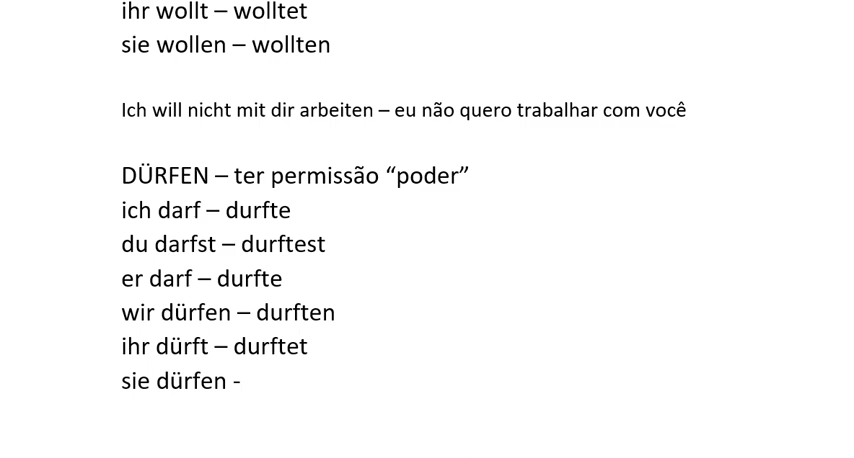 ihr wollt – wolltet
sie wollen – wollten
Ich will nicht mit dir arbeiten – eu não quero trabalhar com você
DÜRFEN – ter permissão “poder”
ich darf – durfte
du darfst – durftest
er darf – durfte
wir dürfen – durften
ihr dürft – durftet
sie dürfen -